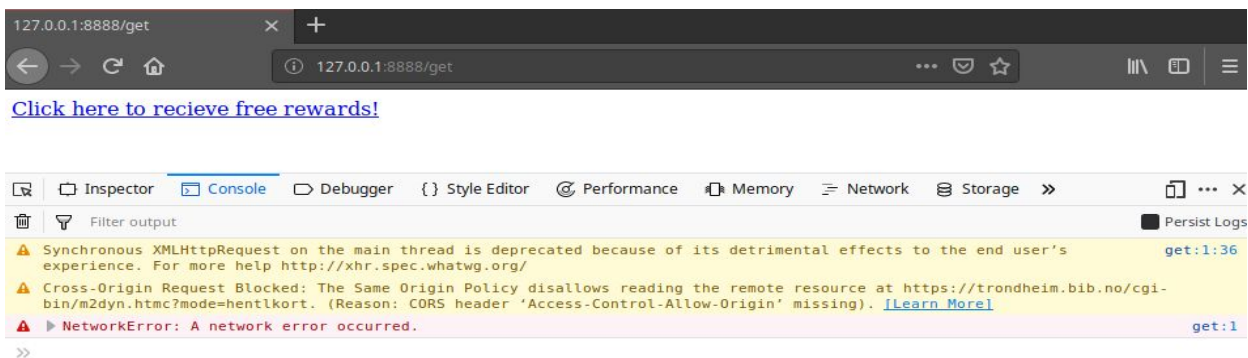 127.0.0.1:8888/get
127.0.0.1:8888/get
Click here to recieve free rewards!
Inspector Console Debugger { } Style Editor Performance Memory Network Storage
Filter output Persist Logs
Synchronous XMLHttpRequest on the main thread is deprecated because of its detrimental effects to the end user's get:1:36
experience. For more help http://xhr.spec.whatwg.org/
Cross-Origin Request Blocked: The Same Origin Policy disallows reading the remote resource at https://trondheim.bib.no/cgi-
bin/m2dyn.htmc?mode=hentlkort. (Reason: CORS header ‘Access-Control-Allow-Origin’ missing). [Learn More]
NetworkError: A network error occurred. get:1